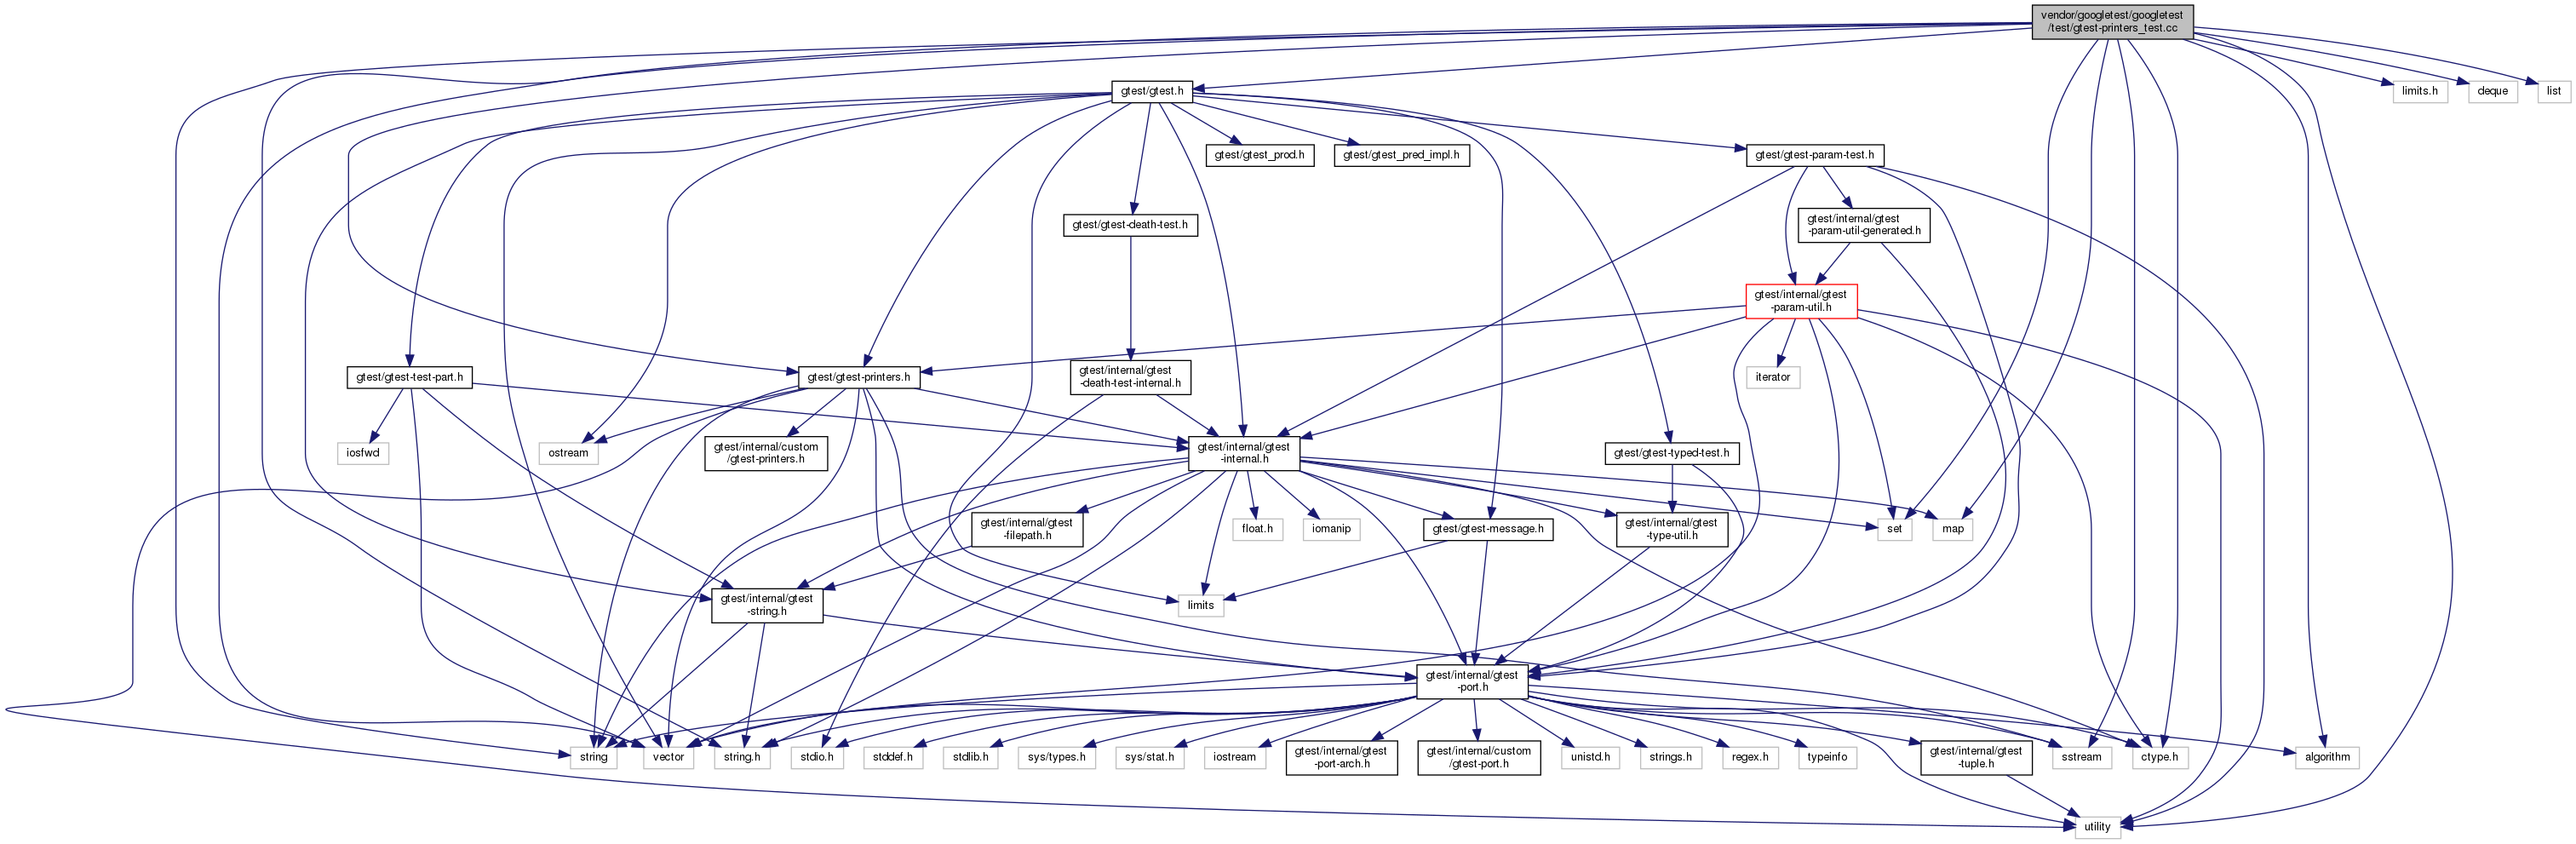 vendor/googletest/googletest
/test/gtest-printers_test.cc
gtest/gtest.h
limits.h
deque
list
gtest/gtest_prod.h
gtest/gtest_pred_impl.h
gtest/gtest-param-test.h
gtest/gtest-death-test.h
gtest/internal/gtest
-param-util-generated.h
gtest/internal/gtest
-param-util.h
gtest/gtest-test-part.h
gtest/gtest-printers.h
gtest/internal/gtest
-death-test-internal.h
iterator
iosfwd
ostream
gtest/internal/custom
/gtest-printers.h
gtest/internal/gtest
-internal.h
gtest/gtest-typed-test.h
gtest/internal/gtest
-filepath.h
float.h
iomanip
gtest/gtest-message.h
gtest/internal/gtest
-type-util.h
set
map
gtest/internal/gtest
-string.h
limits
gtest/internal/gtest
-port.h
string
vector
string.h
stdio.h
stddef.h
stdlib.h
sys/types.h
sys/stat.h
iostream
gtest/internal/gtest
-port-arch.h
gtest/internal/custom
/gtest-port.h
unistd.h
strings.h
regex.h
typeinfo
gtest/internal/gtest
-tuple.h
sstream
ctype.h
algorithm
utility